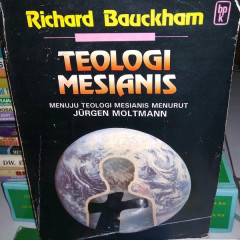 Richard Bauckham
bpk
TEOLOGI
MESIANIS
MENUJU TEOLOGI MESIANIS MENURUT
JÜRGEN MOLTMANN